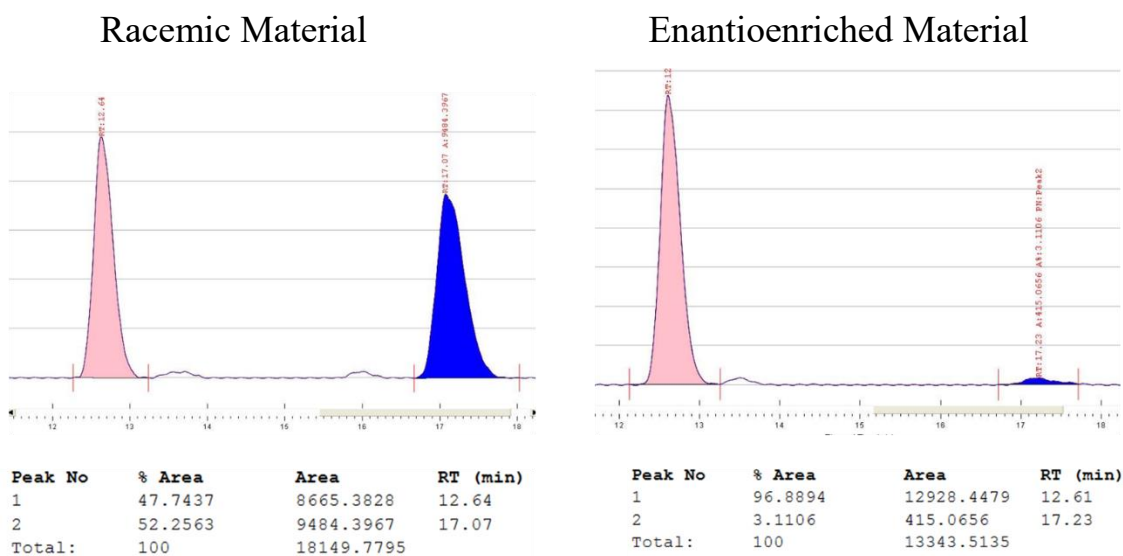 Racemic Material
Enantioenriched Material
RT:12.64
RT:17.07 A:9484.3967
12 13 14 15 16 17 18
RT:12
RT:17.23 A:415.0656 A%:3.1106 PN:Peak2
12 13 14 15 16 17 18
Peak No % Area Area RT (min)
1 47.7437 8665.3828 12.64
2 52.2563 9484.3967 17.07
Total: 100 18149.7795
Peak No % Area Area RT (min)
1 96.8894 12928.4479 12.61
2 3.1106 415.0656 17.23
Total: 100 13343.5135